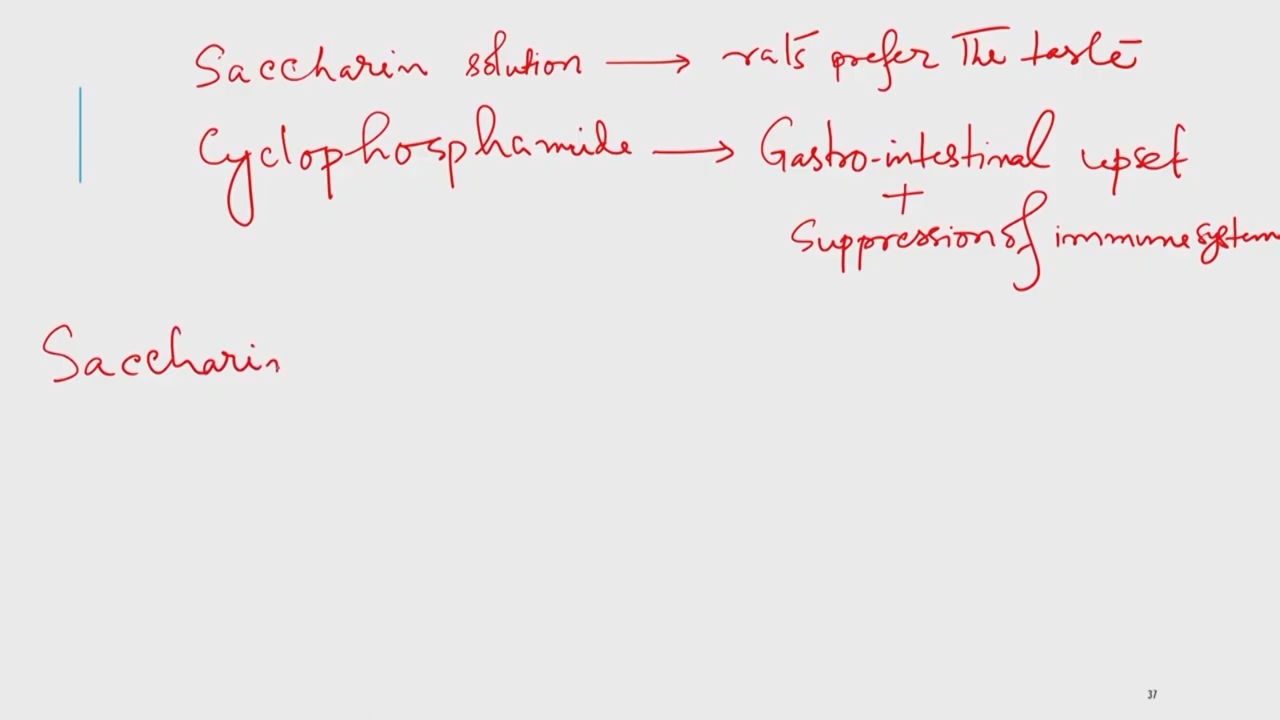 Saccharin solution → rats prefer The taste
Cyclophosphamide → Gastro-intestinal upset
+
Suppression of immune system
Saccharin
37